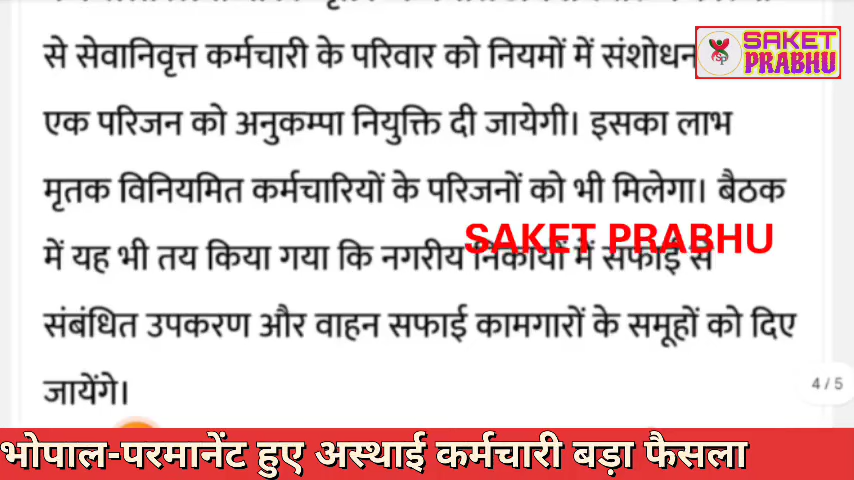 से सेवानिवृत्त कर्मचारी के परिवार को नियमों में संशोधन
SAKET
PRABHU
एक परिजन को अनुकम्पा नियुक्ति दी जायेगी। इसका लाभ
मृतक विनियमित कर्मचारियों के परिजनों को भी मिलेगा। बैठक
SAKET PRABHU
में यह भी तय किया गया कि नगरीय निकायों में सफाई से
संबंधित उपकरण और वाहन सफाई कामगारों के समूहों को दिए
जायेंगे।
4/5
भोपाल-परमानेंट हुए अस्थाई कर्मचारी बड़ा फैसला